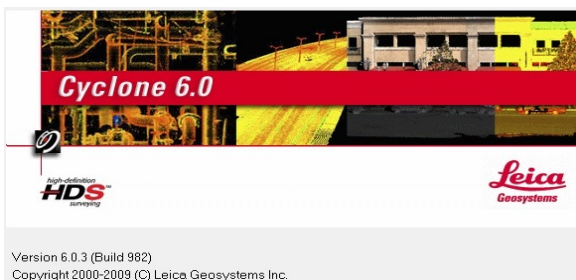 Cyclone 6.0
high-definition
HDS™
surveying
Leica
Geosystems
Version 6.0.3 (Build 982)
Copyright 2000-2009 (C) Leica Geosystems Inc.